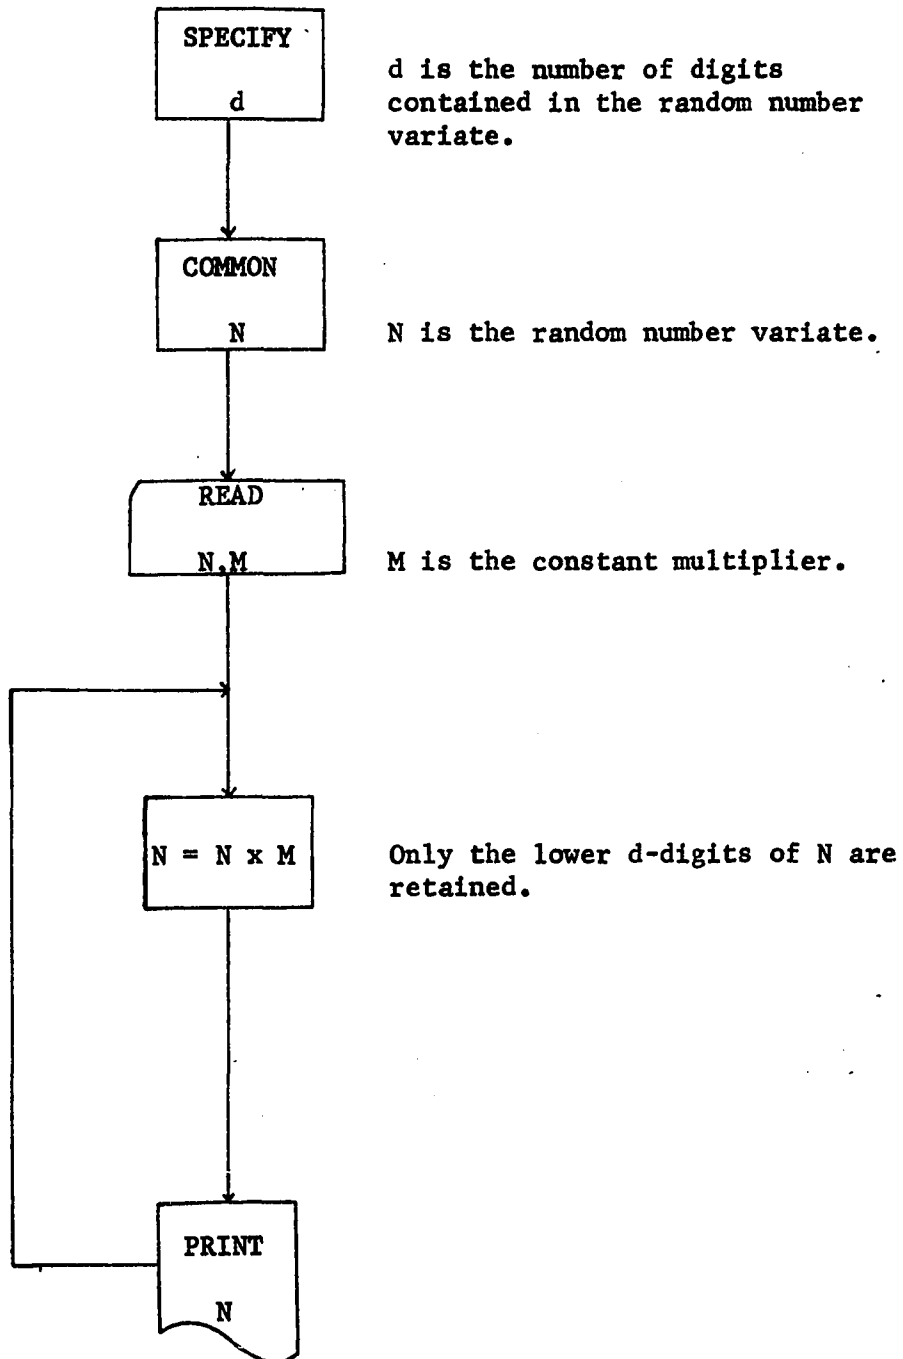 SPECIFY
d
d is the number of digits
contained in the random number
variate.
COMMON
N
N is the random number variate.
READ
N,M
M is the constant multiplier.
N = N x M
Only the lower d-digits of N are
retained.
PRINT
N